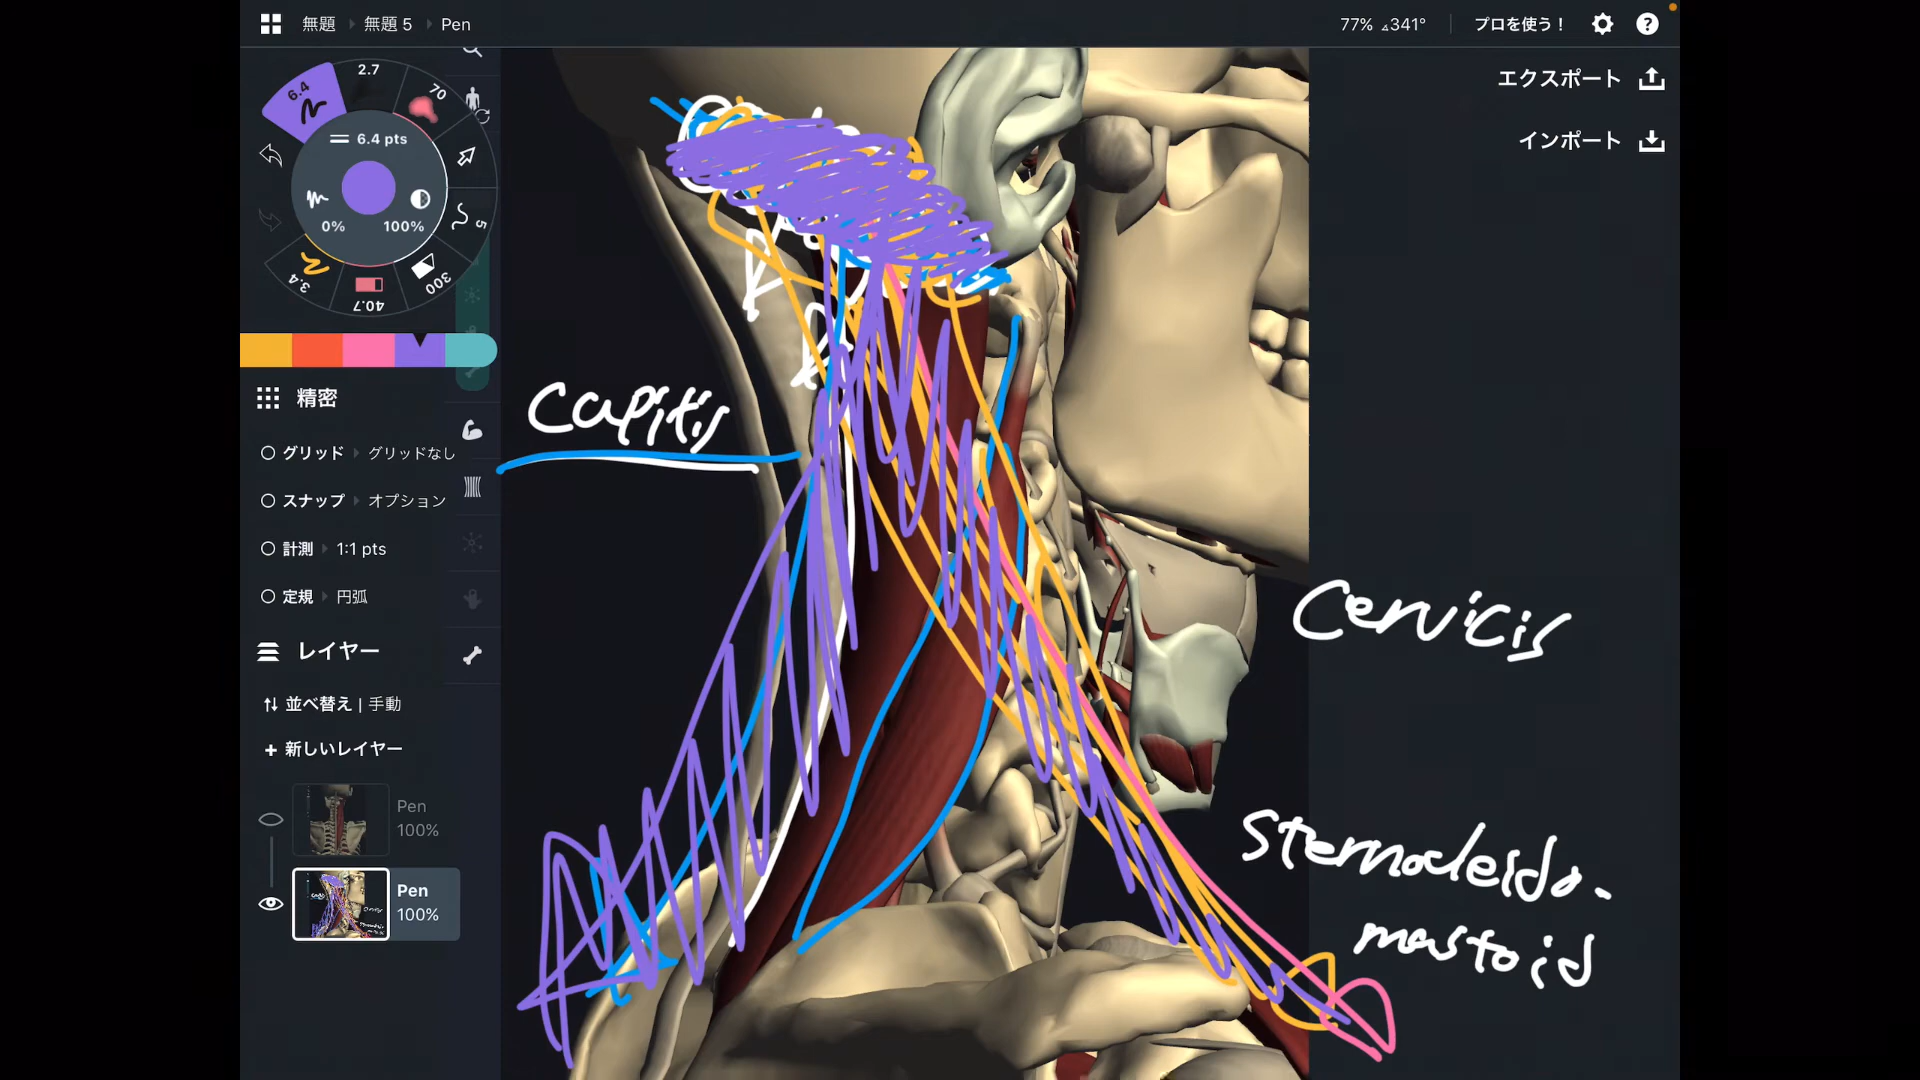 無題 無題 5 Pen 77% ⊿341° プロを使う！
エクスポート
インポート
2.7
6.4
70
6.4 pts
0% 100%
5
3.4
40.7
300
精密
グリッド グリッドなし
スナップ オプション
計測 1:1 pts
定規 円弧
レイヤー
並べ替え | 手動
+ 新しいレイヤー
Pen
100%
Pen
100%
Capitis
Cervicis
Sternocleido-
mastoid